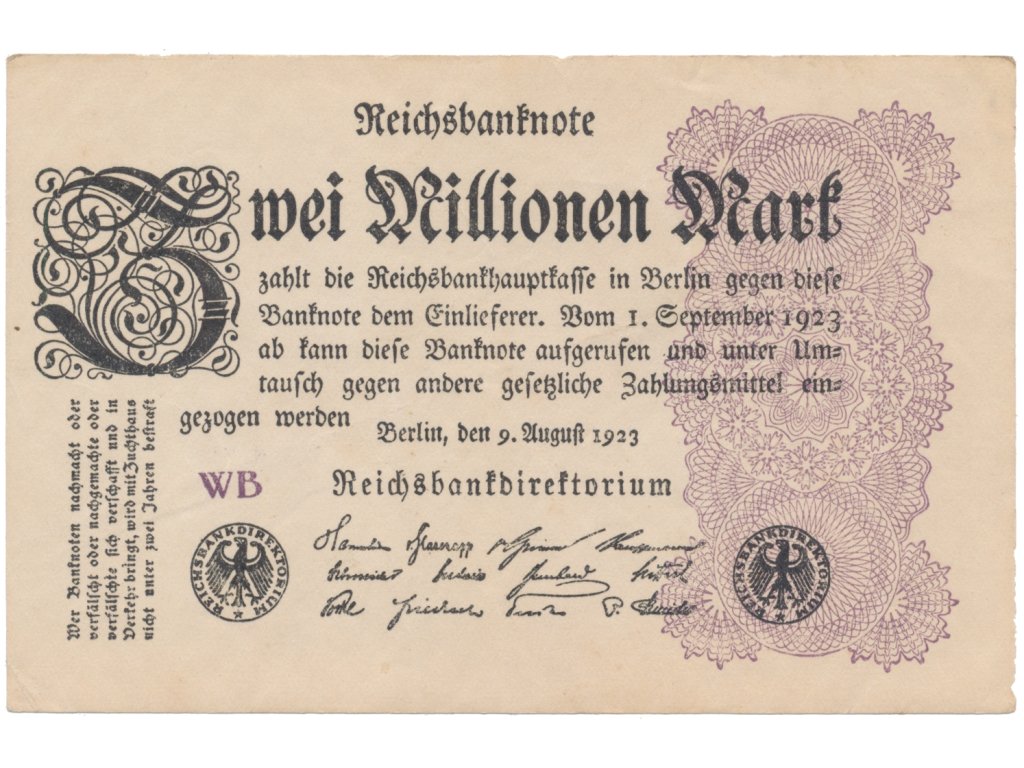 Reichsbanknote
Zwei Millionen Mark
zahlt die Reichsbankhauptkasse in Berlin gegen diese
Banknote dem Einlieferer. Vom 1. September 1923
ab kann diese Banknote aufgerufen und unter Um=
tausch gegen andere gesetzliche Zahlungsmittel ein=
gezogen werden
Berlin, den 9. August 1923
Wer Banknoten nachmacht oder
verfälscht oder nachgemachte oder
verfälschte sich verschafft und in
Verkehr bringt, wird mit Zuchthaus
nicht unter zwei Jahren bestraft
WB
Reichsbankdirektorium
REICHSBANKDIREKTORIUM
REICHSBANKDIREKTORIUM